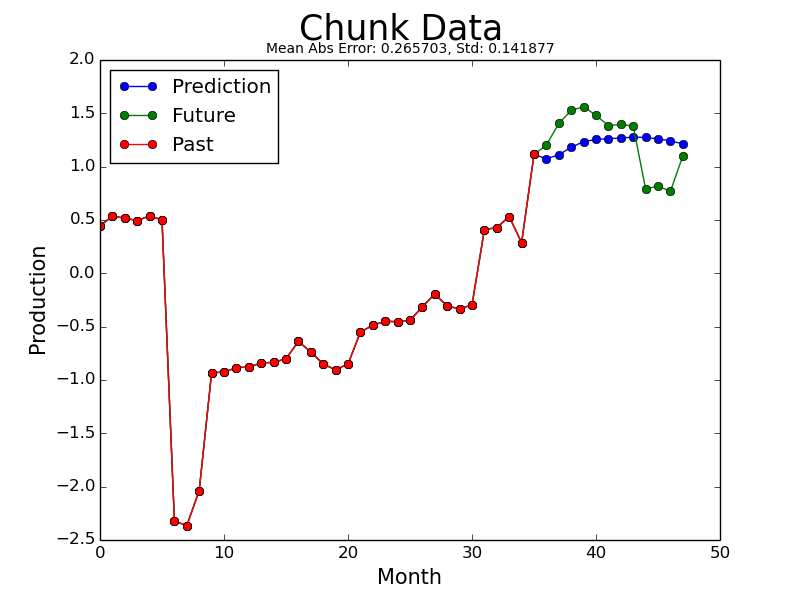 Chunk Data
Mean Abs Error: 0.265703, Std: 0.141877
Prediction
Future
Past
2.0
1.5
1.0
0.5
0.0
−0.5
−1.0
−1.5
−2.0
−2.5
Production
0 10 20 30 40 50
Month